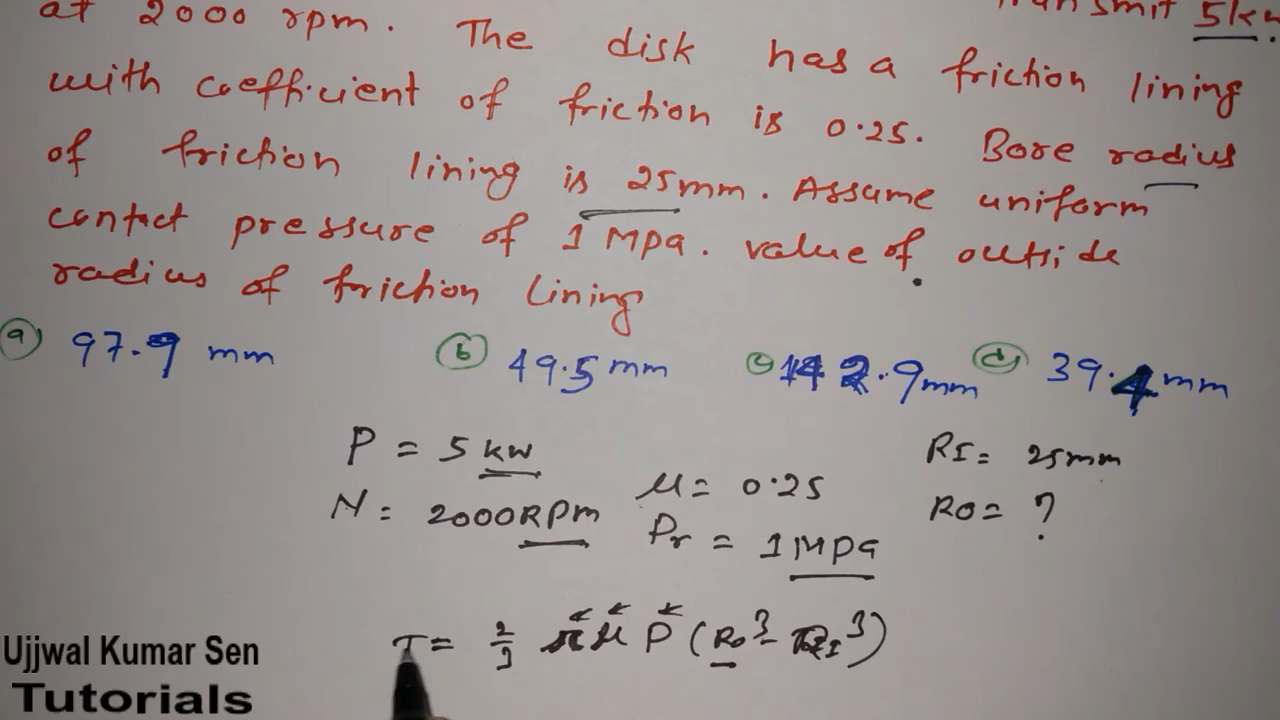 at 2000 rpm. The
Transmit 5kw
disk has a friction lining
with coefficient of friction is 0.25. Bore radius
of friction lining is 25mm. Assume uniform
contact pressure of 1 Mpa. value of outside
radius of friction lining
a 97.9 mm
b 49.5 mm
c 142.9mm
d 39.4mm
P = 5 kw
N = 2000RPm
μ = 0.25
Pr = 1MPa
RI = 25mm
RO = ?
T = 2/3 π μ P (Ro³ - RI³)
Ujjwal Kumar Sen
Tutorials